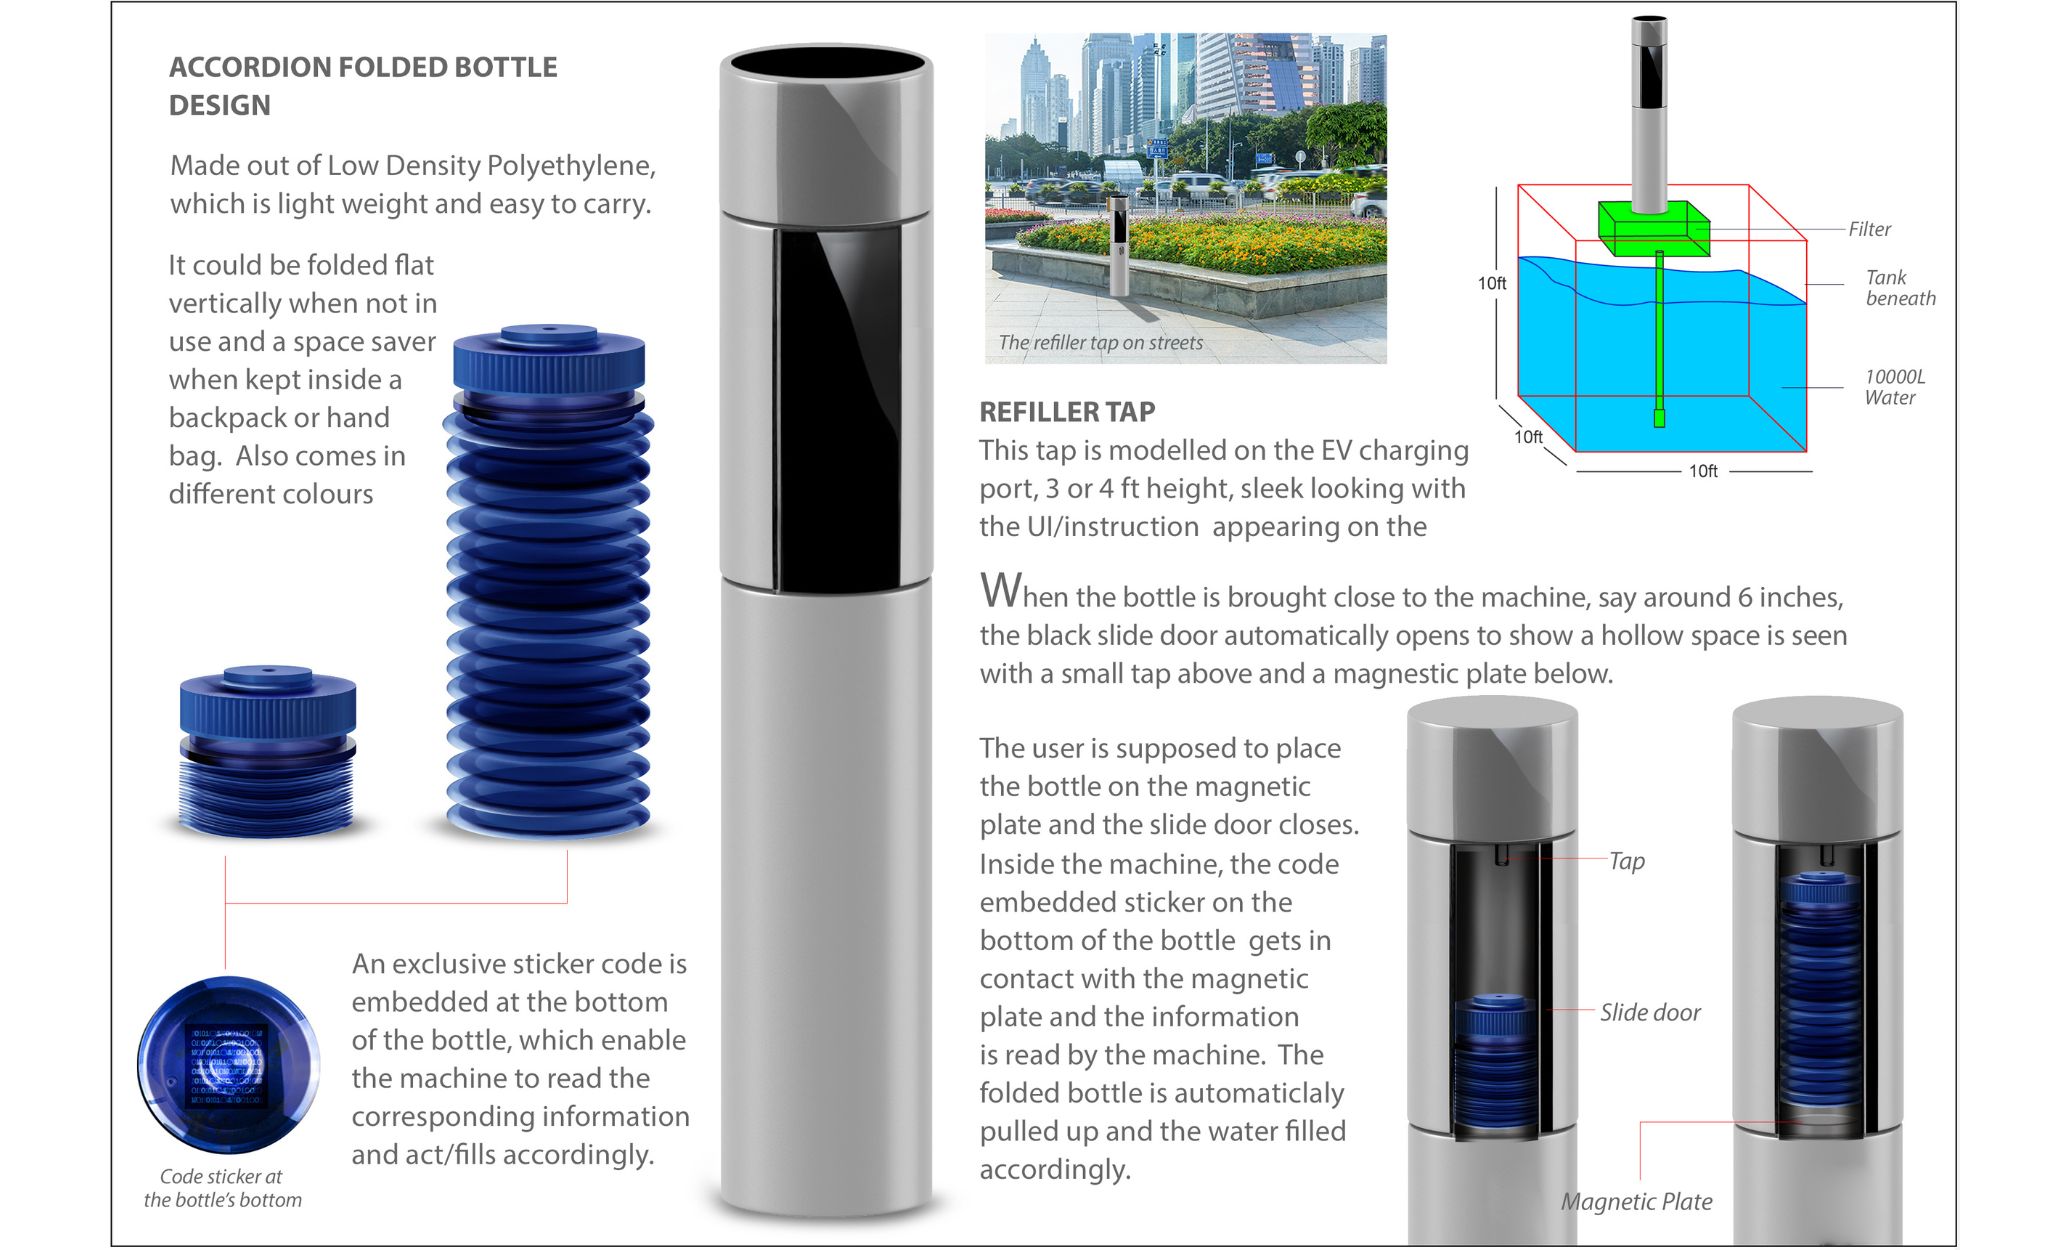 ACCORDION FOLDED BOTTLE
DESIGN
Made out of Low Density Polyethylene,
which is light weight and easy to carry.
It could be folded flat
vertically when not in
use and a space saver
when kept inside a
backpack or hand
bag.  Also comes in
different colours
An exclusive sticker code is
embedded at the bottom
of the bottle, which enable
the machine to read the
corresponding information
and act/fills accordingly.
Code sticker at
the bottle's bottom
The refiller tap on streets
Filter
Tank
beneath
10000L
Water
10ft
10ft
10ft
REFILLER TAP
This tap is modelled on the EV charging
port, 3 or 4 ft height, sleek looking with
the UI/instruction  appearing on the
When the bottle is brought close to the machine, say around 6 inches,
the black slide door automatically opens to show a hollow space is seen
with a small tap above and a magnestic plate below.
The user is supposed to place
the bottle on the magnetic
plate and the slide door closes.
Inside the machine, the code
embedded sticker on the
bottom of the bottle  gets in
contact with the magnetic
plate and the information
is read by the machine.  The
folded bottle is automaticlaly
pulled up and the water filled
accordingly.
Tap
Slide door
Magnetic Plate